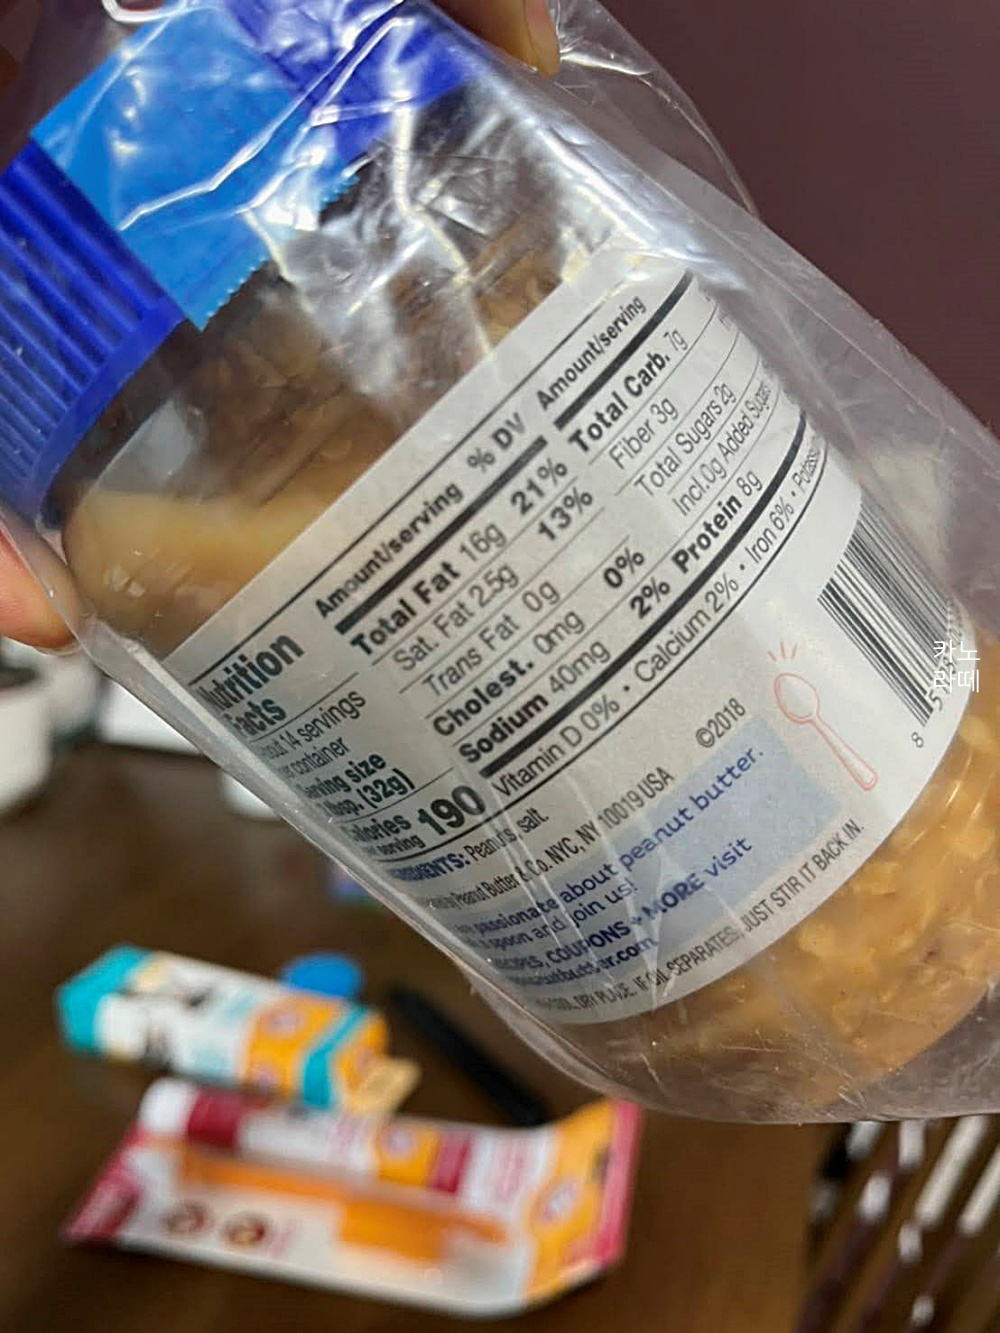 Nutrition
Facts
about 14 servings
per container
Serving size
tbsp. (32g)
Calories
per serving
190
Amount/serving % DV
Total Fat 16g 21%
Sat. Fat 2.5g 13%
Trans Fat 0g
Cholest. 0mg 0%
Sodium 40mg 2%
Amount/serving
Total Carb. 7g
Fiber 3g
Total Sugars 2g
Incl.0g Added Sugars
Protein 8g
Vitamin D 0% • Calcium 2% • Iron 6% •
INGREDIENTS: Peanuts, salt.
Peanut Butter & Co. NYC, NY 10019 USA ©2018
passionate about peanut butter.
a spoon and join us!
COUPONS + MORE visit
DRY PLACE. IF OIL SEPARATES, JUST STIR IT BACK IN.
8
카노
라떼